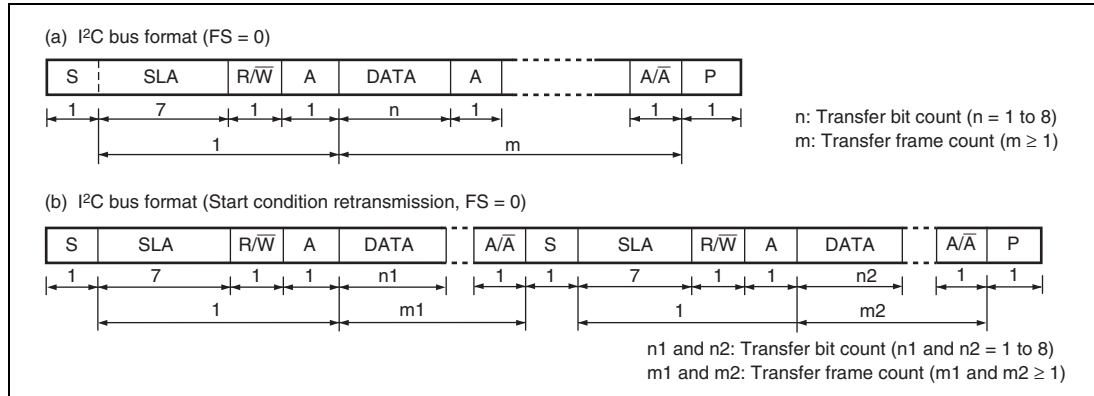 (a) I²C bus format (FS = 0)
S SLA R/W̅ A DATA A A/A̅ P
1 7 1 1 n 1 1 1
1 m
n: Transfer bit count (n = 1 to 8)
m: Transfer frame count (m ≥ 1)
(b) I²C bus format (Start condition retransmission, FS = 0)
S SLA R/W̅ A DATA A/A̅ S SLA R/W̅ A DATA A/A̅ P
1 7 1 1 n1 1 1 7 1 1 n2 1 1
1 m1 1 m2
n1 and n2: Transfer bit count (n1 and n2 = 1 to 8)
m1 and m2: Transfer frame count (m1 and m2 ≥ 1)